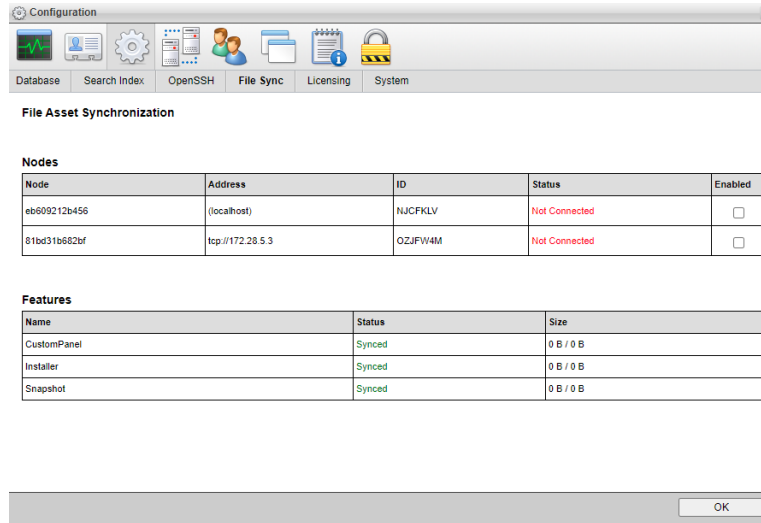 Configuration
Database Search Index OpenSSH File Sync Licensing System
File Asset Synchronization
Nodes
Node Address ID Status Enabled
eb609212b456 (localhost) NJCFKLV Not Connected
81bd31b682bf tcp://172.28.5.3 OZJFW4M Not Connected
Features
Name Status Size
CustomPanel Synced 0 B / 0 B
Installer Synced 0 B / 0 B
Snapshot Synced 0 B / 0 B
OK